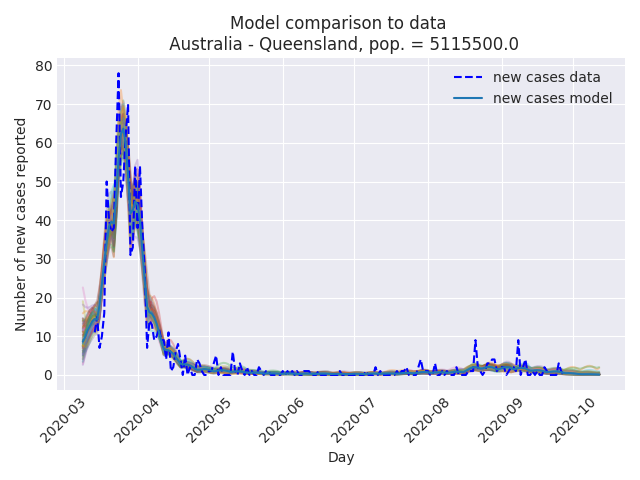 Model comparison to data
Australia - Queensland, pop. = 5115500.0
new cases data
new cases model
Number of new cases reported
80
70
60
50
40
30
20
10
0
2020-03
2020-04
2020-05
2020-06
2020-07
2020-08
2020-09
2020-10
Day